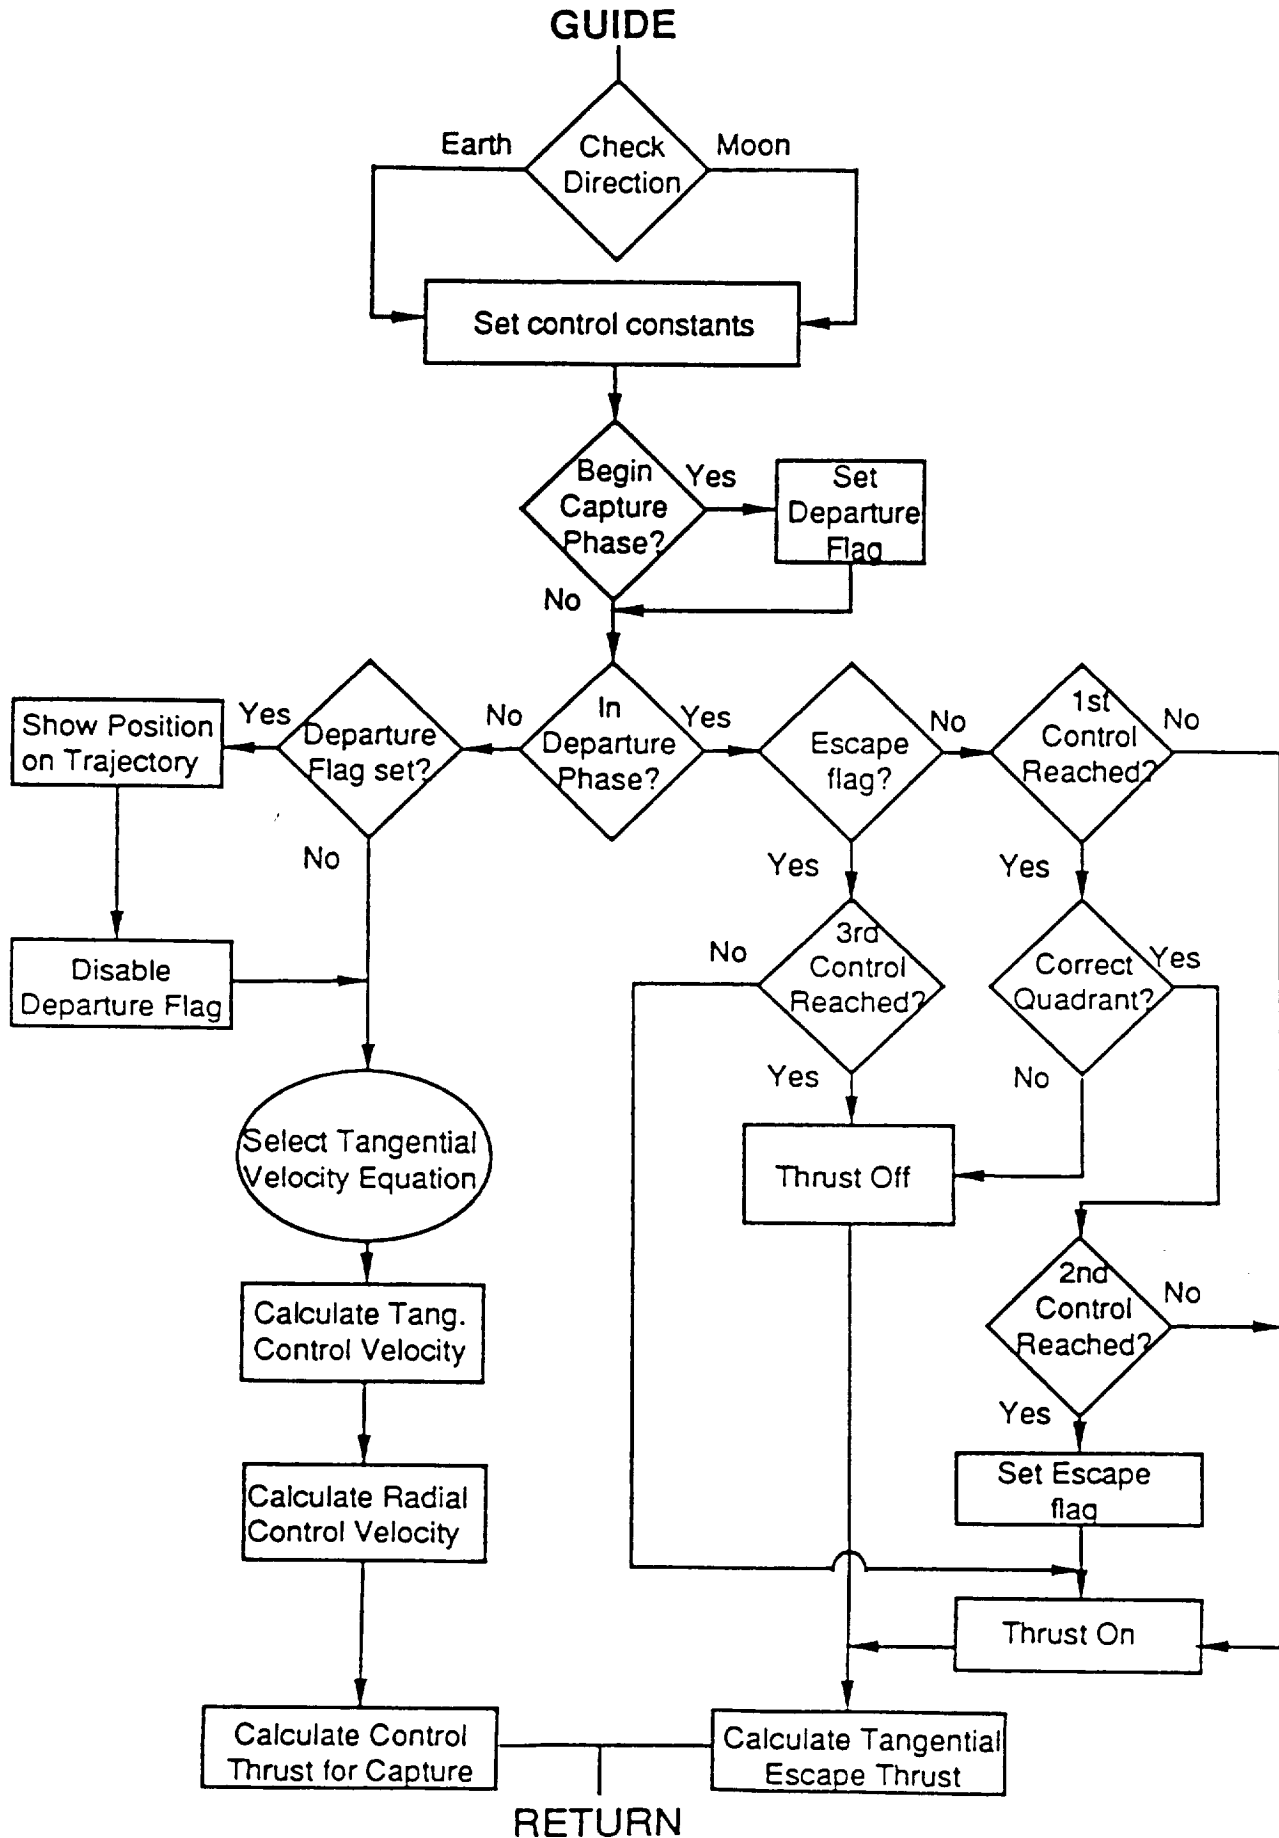 GUIDE
Earth
Check
Direction
Moon
Set control constants
Begin
Capture
Phase?
Yes
Set
Departure
Flag
No
Show Position
on Trajectory
Yes
Departure
Flag set?
No
In
Departure
Phase?
Yes
Escape
flag?
No
1st
Control
Reached?
No
No
Yes
Yes
Disable
Departure Flag
No
3rd
Control
Reached?
Correct
Quadrant?
Yes
Yes
No
Select Tangential
Velocity Equation
Thrust Off
Calculate Tang.
Control Velocity
2nd
Control
Reached?
No
Yes
Calculate Radial
Control Velocity
Set Escape
flag
Thrust On
Calculate Control
Thrust for Capture
Calculate Tangential
Escape Thrust
RETURN